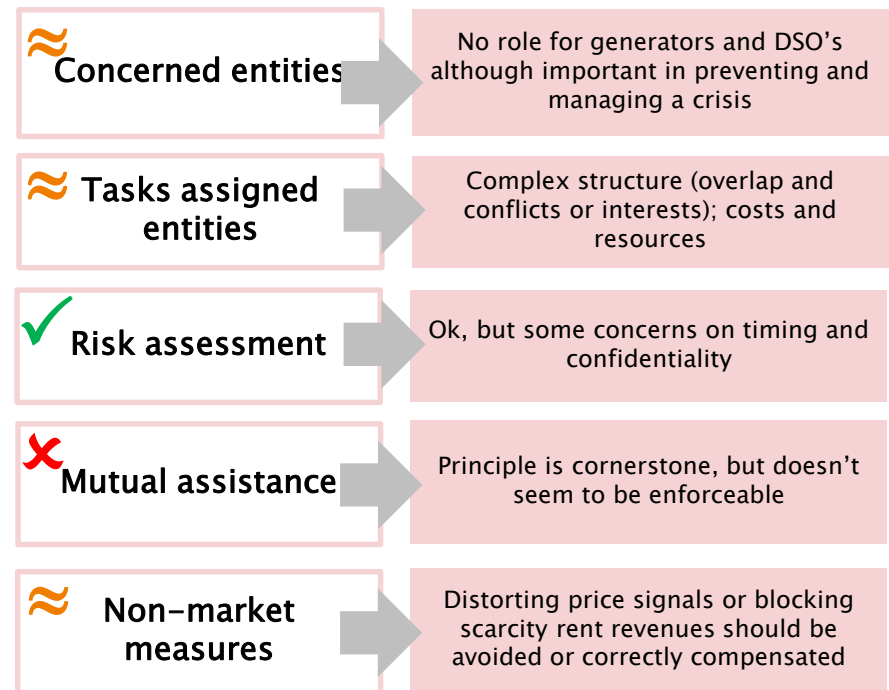 ≈
Concerned entities
No role for generators and DSO's
although important in preventing and
managing a crisis
≈
Tasks assigned
entities
Complex structure (overlap and
conflicts or interests); costs and
resources
✓
Risk assessment
Ok, but some concerns on timing and
confidentiality
✘
Mutual assistance
Principle is cornerstone, but doesn't
seem to be enforceable
≈
Non-market
measures
Distorting price signals or blocking
scarcity rent revenues should be
avoided or correctly compensated